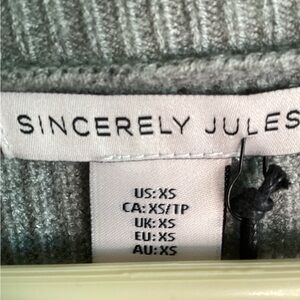 SINCERELY JULES
US: XS
CA: XS/TP
UK: XS
EU: XS
AU: XS